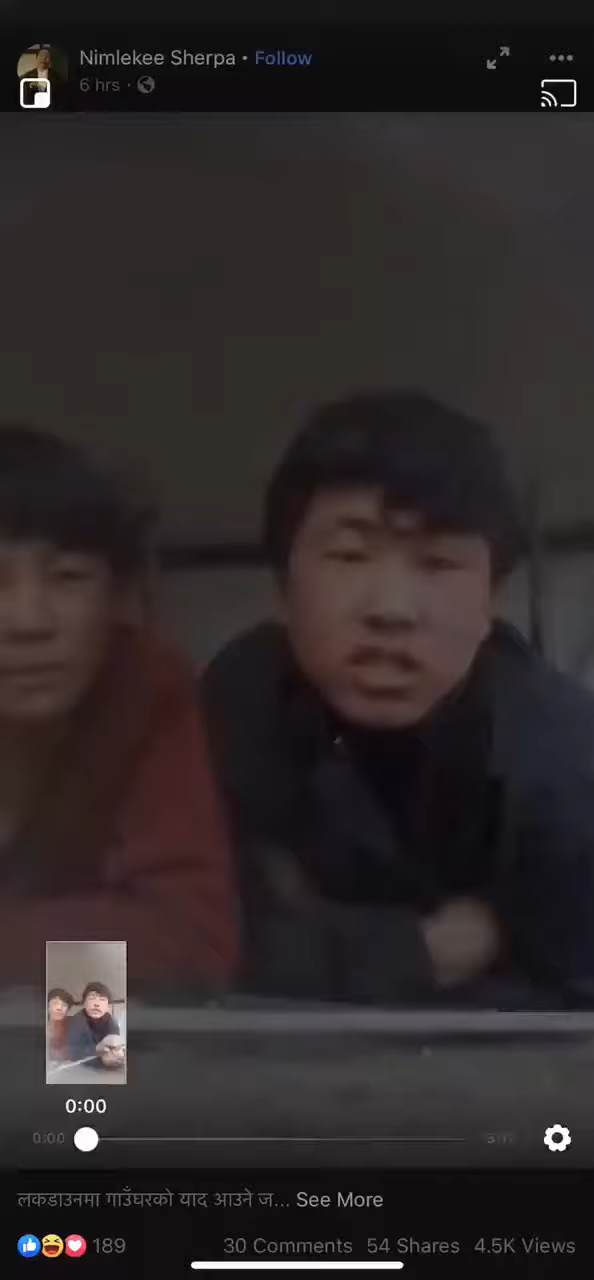 Nimlekee Sherpa • Follow
6 hrs ·
0:00
0:00
लकडाउनमा गाउँघरको याद आउने ज... See More
189 30 Comments 54 Shares 4.5K Views